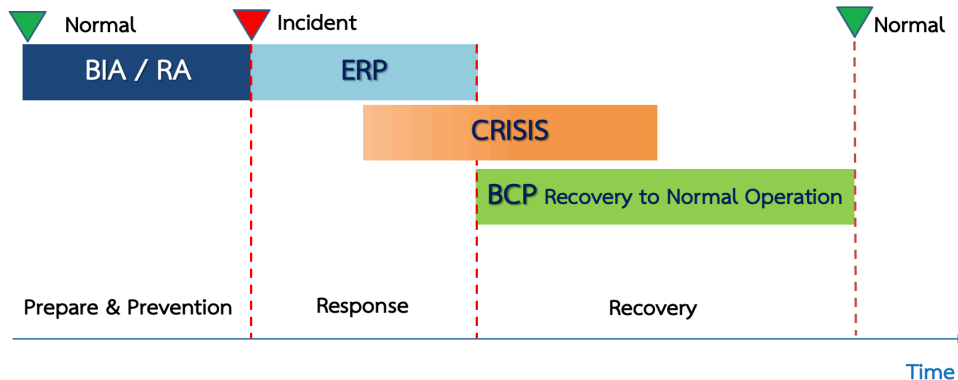 Normal
Incident
Normal
BIA / RA
ERP
CRISIS
BCP Recovery to Normal Operation
Prepare & Prevention
Response
Recovery
Time